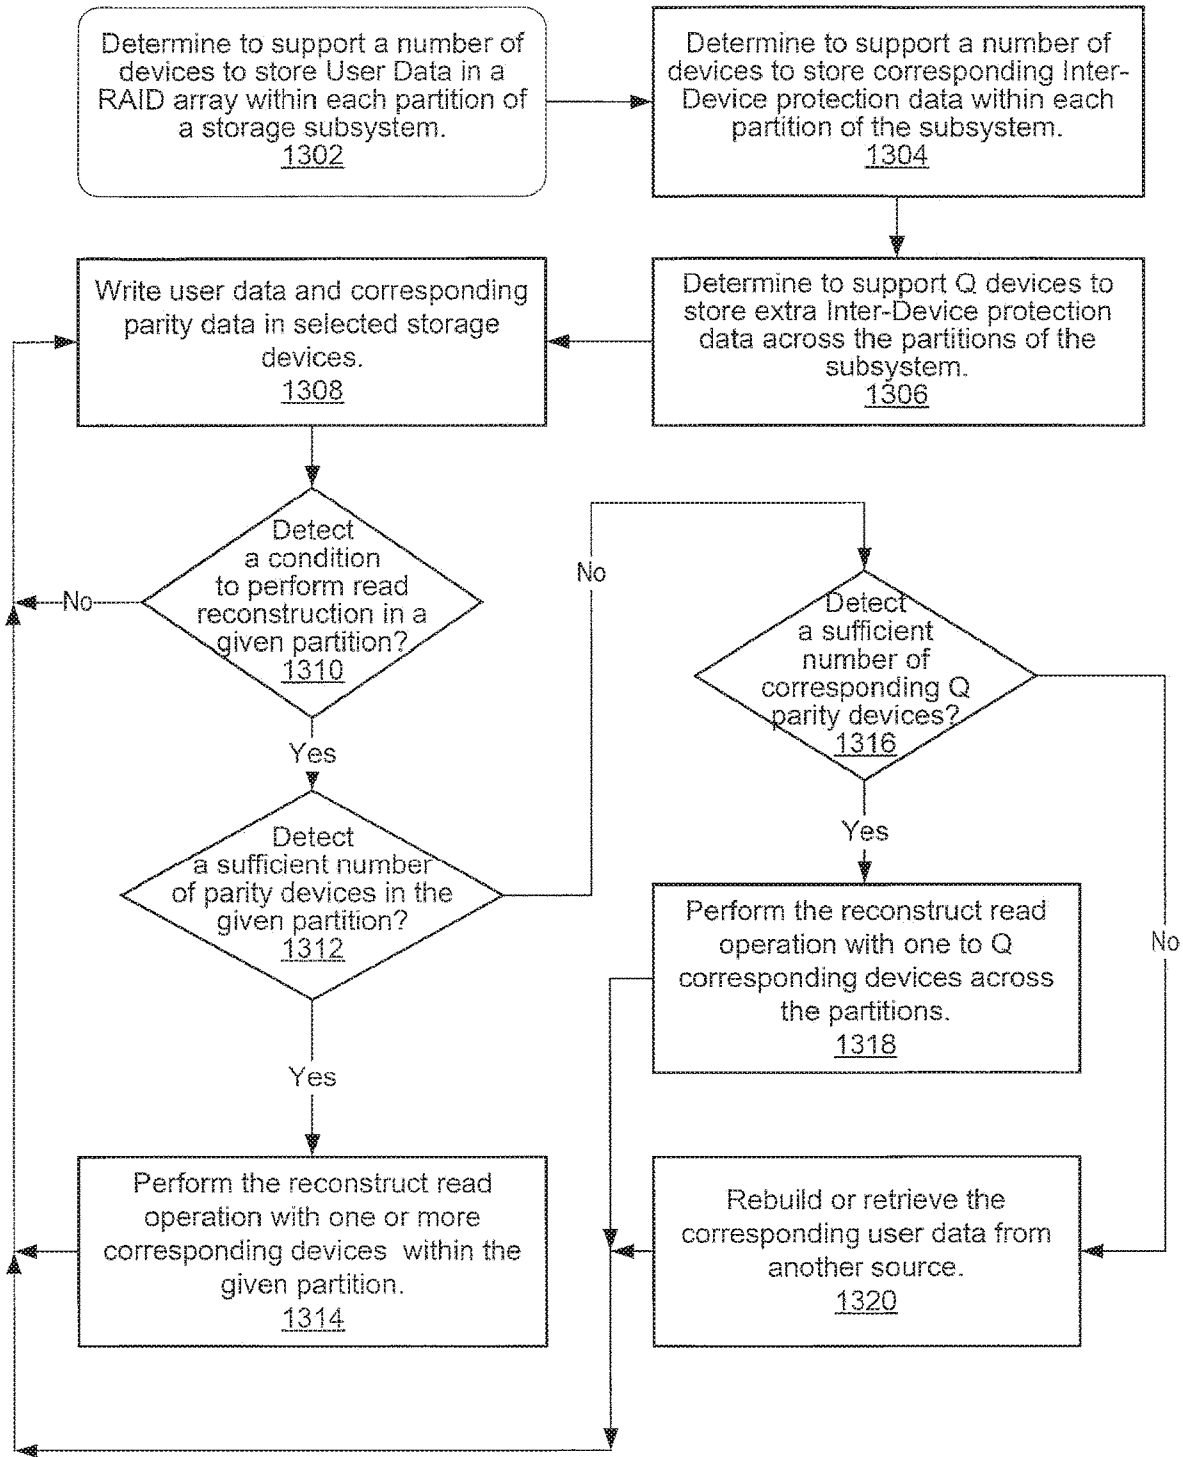 Determine to support a number of
devices to store User Data in a
RAID array within each partition of
a storage subsystem.
1302
Determine to support a number of
devices to store corresponding Inter-
Device protection data within each
partition of the subsystem.
1304
Write user data and corresponding
parity data in selected storage
devices.
1308
Determine to support Q devices to
store extra Inter-Device protection
data across the partitions of the
subsystem.
1306
Detect
a condition
to perform read
reconstruction in a
given partition?
1310
No
Yes
No
Detect
a sufficient
number of
corresponding Q
parity devices?
1316
Yes
No
Detect
a sufficient number
of parity devices in the
given partition?
1312
Yes
Perform the reconstruct read
operation with one to Q
corresponding devices across
the partitions.
1318
Perform the reconstruct read
operation with one or more
corresponding devices within the
given partition.
1314
Rebuild or retrieve the
corresponding user data from
another source.
1320